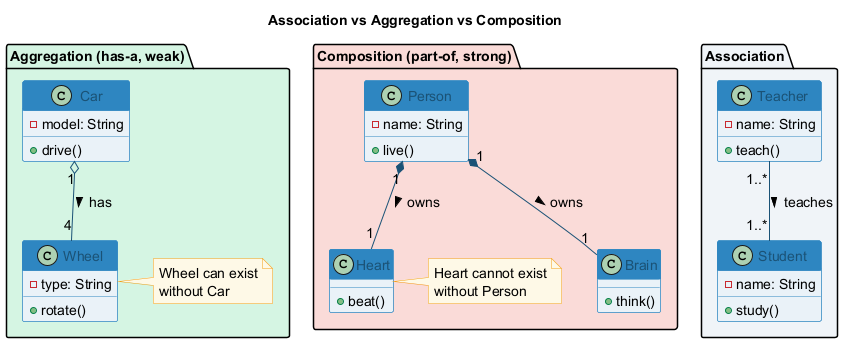 Association vs Aggregation vs Composition
Aggregation (has-a, weak)
C Car
model: String
drive()
1
has
4
C Wheel
type: String
rotate()
Wheel can exist
without Car
Composition (part-of, strong)
C Person
name: String
live()
1
owns
1
1
owns
1
C Heart
beat()
Heart cannot exist
without Person
C Brain
think()
Association
C Teacher
name: String
teach()
1..*
teaches
1..*
C Student
name: String
study()